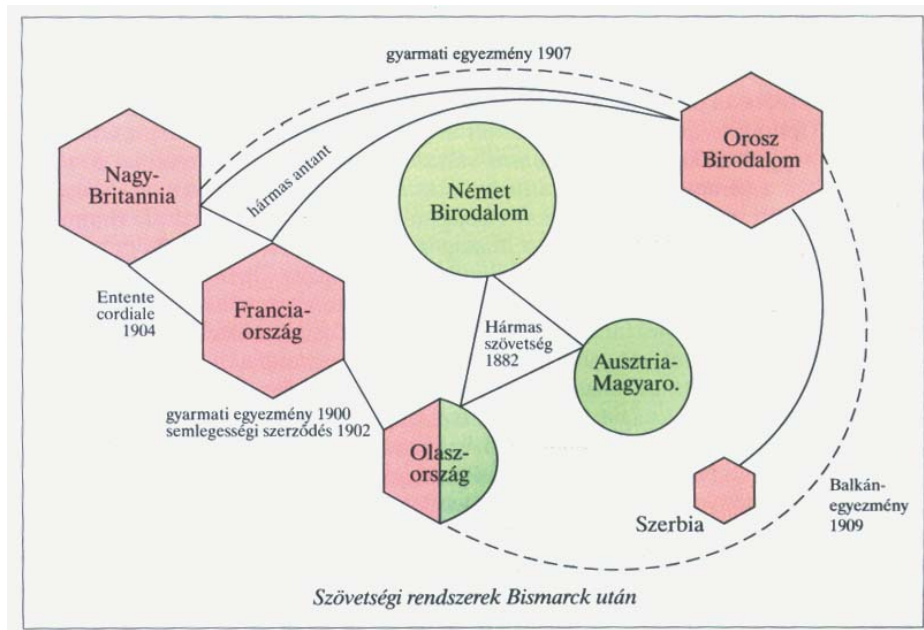 gyarmati egyezmény 1907
Nagy-
Britannia
hármas antant
Német
Birodalom
Orosz
Birodalom
Entente
cordiale
1904
Francia-
ország
Hármas
szövetség
1882
Ausztria-
Magyaro.
gyarmati egyezmény 1900
semlegességi szerződés 1902
Olasz-
ország
Szerbia
Balkán-
egyezmény
1909
Szövetségi rendszerek Bismarck után